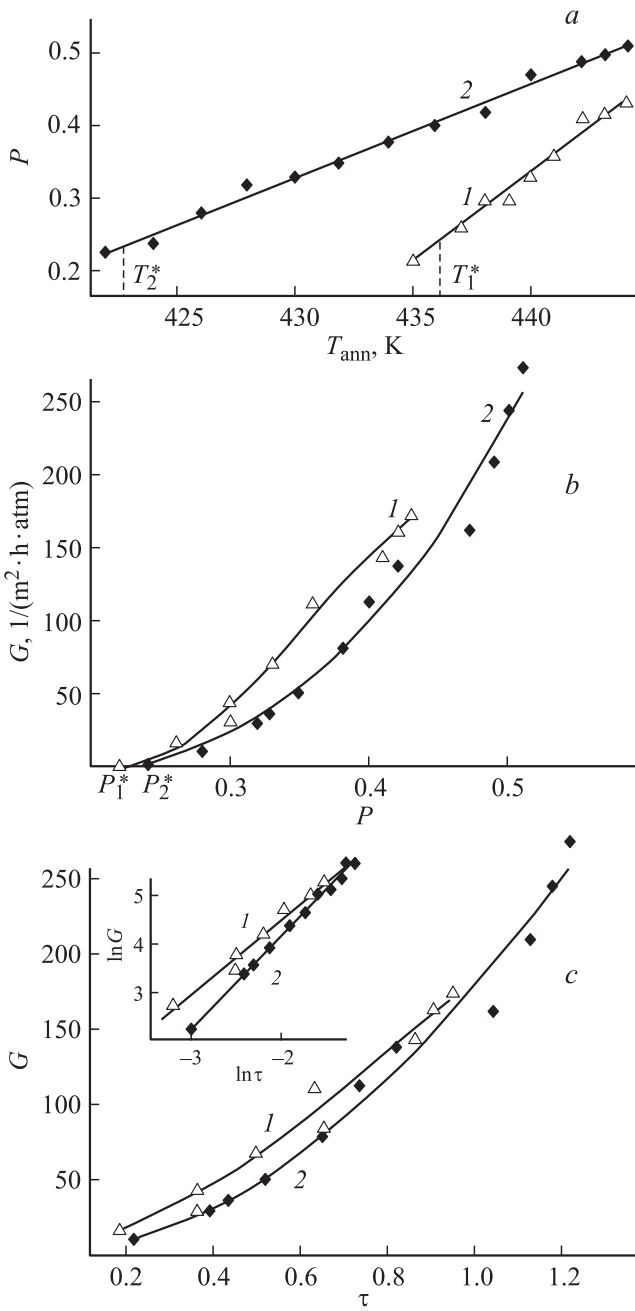 a
0.5
2
0.4
P
1
0.3
T₂*
T₁*
0.2
425
430
435
440
T_ann, K
250
2
200
b
G, 1/(m² · h · atm)
1
150
100
50
P₁*
P₂*
0.3
0.4
0.5
P
250
5
1
ln G
200
4
2
c
3
G
150
−3
−2
ln τ
100
1
2
50
0.2
0.4
0.6
0.8
1.0
1.2
τ